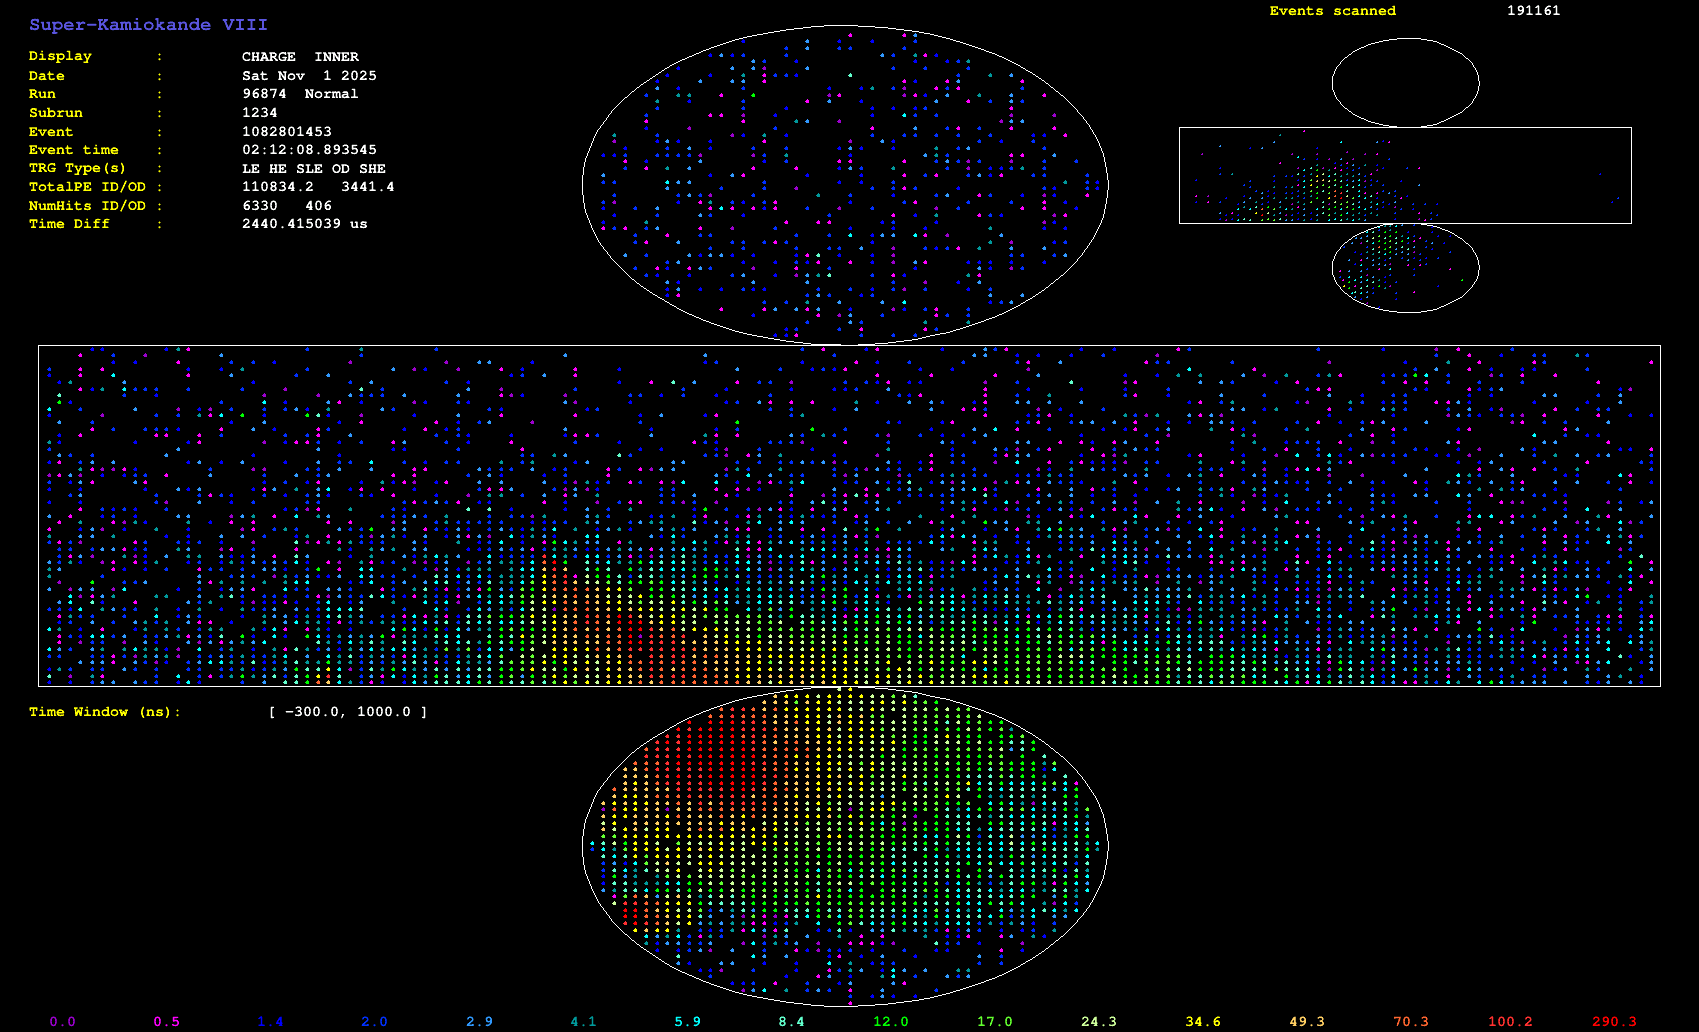 Super-Kamiokande VIII
Events scanned 191161
Display : CHARGE INNER
Date : Sat Nov 1 2025
Run : 96874 Normal
Subrun : 1234
Event : 1082801453
Event time : 02:12:08.893545
TRG Type(s) : LE HE SLE OD SHE
TotalPE ID/OD : 110834.2 3441.4
NumHits ID/OD : 6330 406
Time Diff : 2440.415039 us
Time Window (ns): [ -300.0, 1000.0 ]
0.0 0.5 1.4 2.0 2.9 4.1 5.9 8.4 12.0 17.0 24.3 34.6 49.3 70.3 100.2 290.3